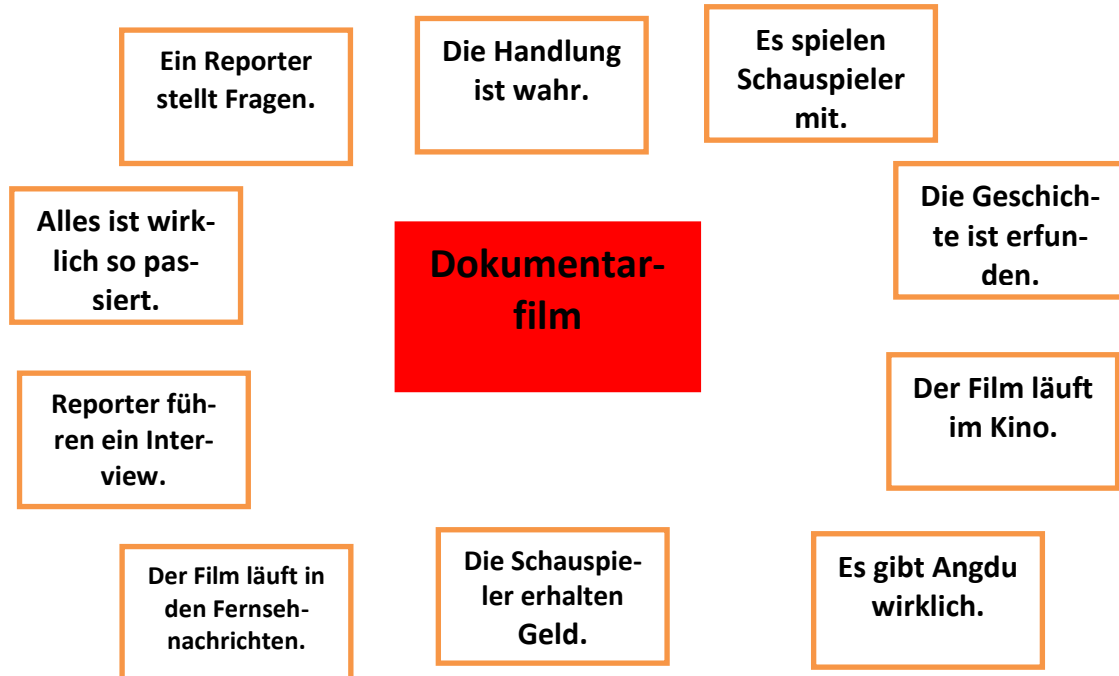 Ein Reporter
stellt Fragen.
Die Handlung
ist wahr.
Es spielen
Schauspieler
mit.
Alles ist wirk-
lich so pas-
siert.
Dokumentar-
film
Die Geschich-
te ist erfun-
den.
Reporter füh-
ren ein Inter-
view.
Der Film läuft
im Kino.
Der Film läuft in
den Fernseh-
nachrichten.
Die Schauspie-
ler erhalten
Geld.
Es gibt Angdu
wirklich.